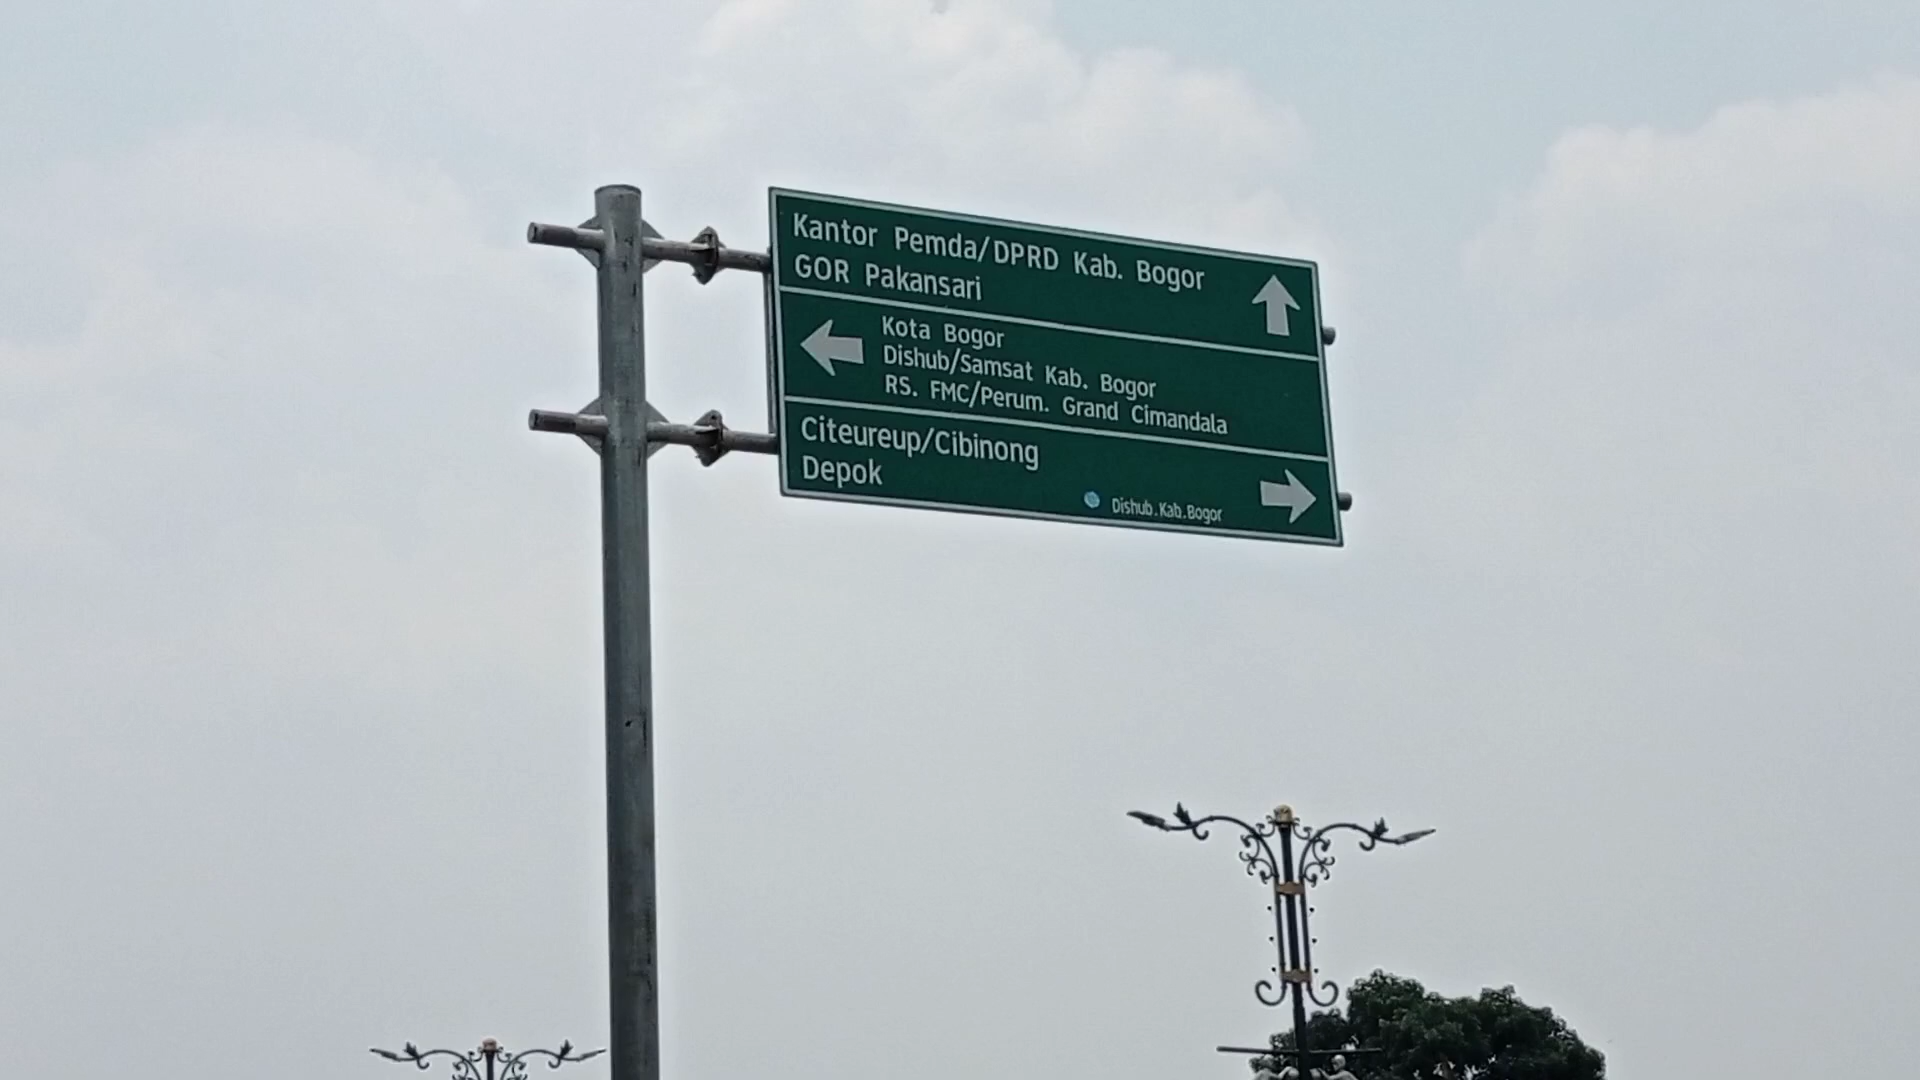 Kantor Pemda/DPRD Kab. Bogor
GOR Pakansari
Kota Bogor
Dishub/Samsat Kab. Bogor
RS. FMC/Perum. Grand Cimandala
Citeureup/Cibinong
Depok
Dishub.Kab.Bogor